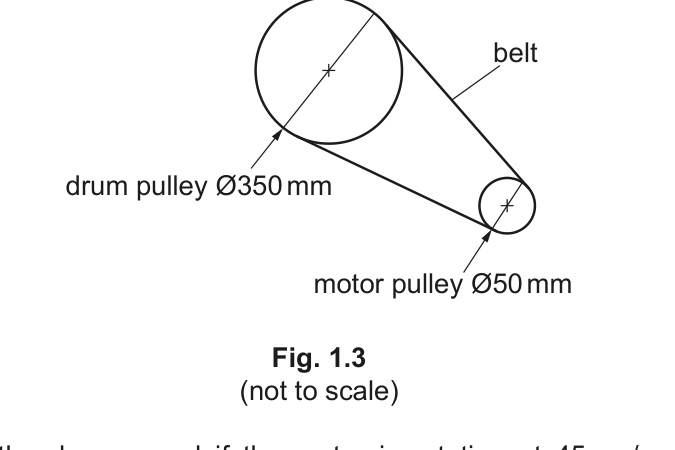 belt
drum pulley Ø350 mm
motor pulley Ø50 mm
Fig. 1.3
(not to scale)